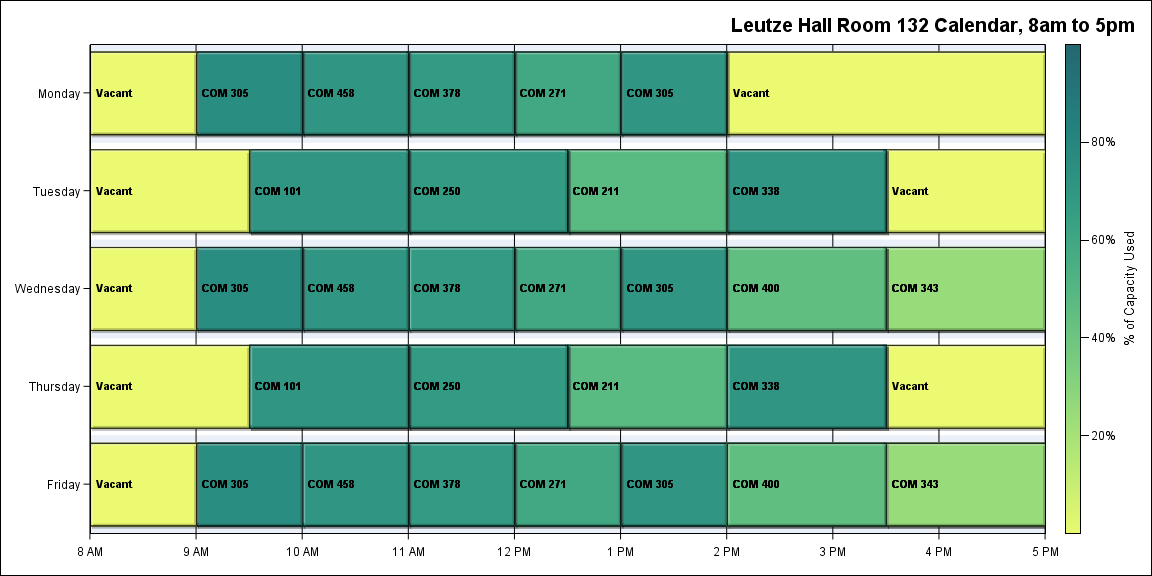 Leutze Hall Room 132 Calendar, 8am to 5pm
Monday
Vacant
COM 305
COM 458
COM 378
COM 271
COM 305
Vacant
Tuesday
Vacant
COM 101
COM 250
COM 211
COM 338
Vacant
Wednesday
Vacant
COM 305
COM 458
COM 378
COM 271
COM 305
COM 400
COM 343
Thursday
Vacant
COM 101
COM 250
COM 211
COM 338
Vacant
Friday
Vacant
COM 305
COM 458
COM 378
COM 271
COM 305
COM 400
COM 343
8 AM
9 AM
10 AM
11 AM
12 PM
1 PM
2 PM
3 PM
4 PM
5 PM
80%
60%
40%
20%
% of Capacity Used